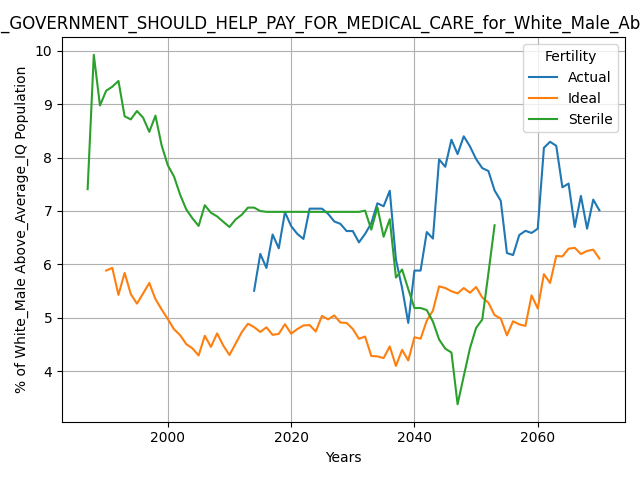 _GOVERNMENT_SHOULD_HELP_PAY_FOR_MEDICAL_CARE_for_White_Male_Ab
% of White_Male Above_Average_IQ Population
10
9
8
7
6
5
4
Fertility
Actual
Ideal
Sterile
2000 2020 2040 2060
Years